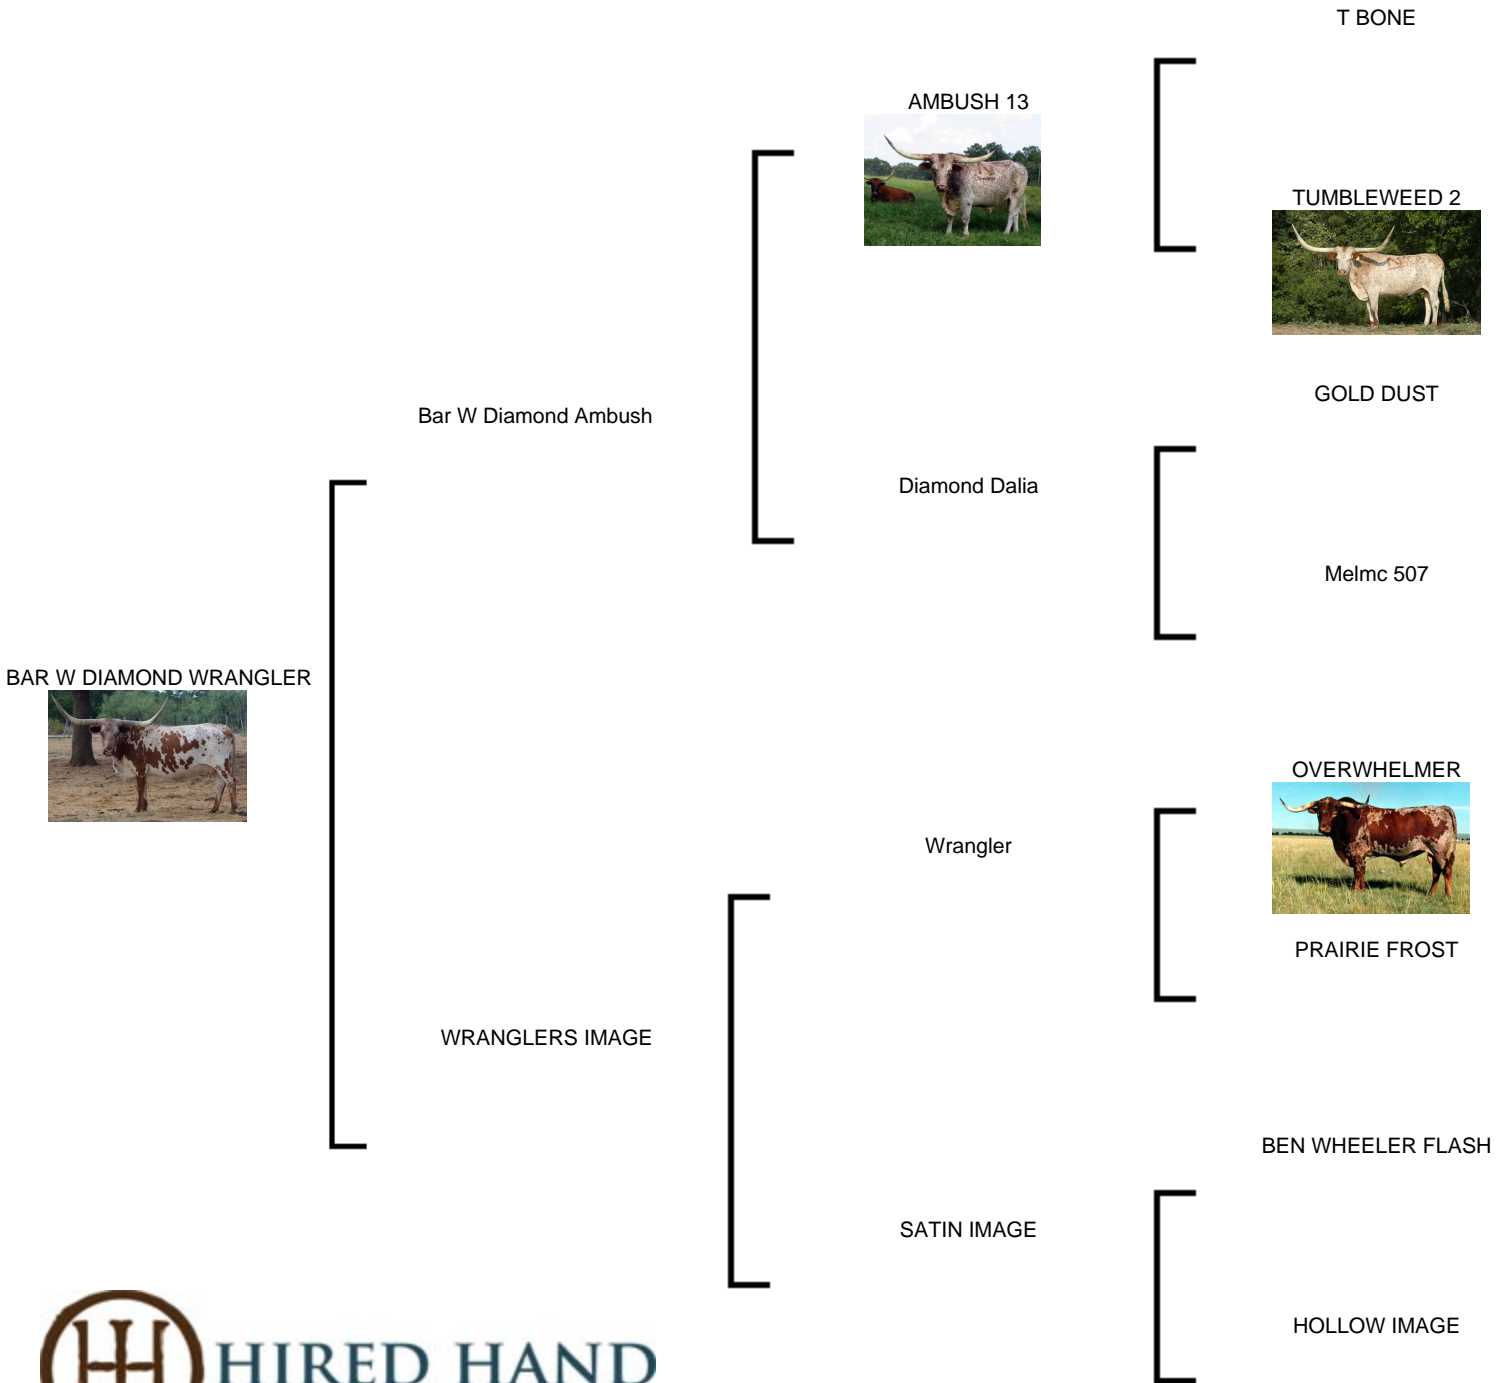 T BONE
AMBUSH 13
TUMBLEWEED 2
GOLD DUST
Bar W Diamond Ambush
Diamond Dalia
Melmc 507
BAR W DIAMOND WRANGLER
OVERWHELMER
Wrangler
PRAIRIE FROST
WRANGLERS IMAGE
BEN WHEELER FLASH
SATIN IMAGE
HOLLOW IMAGE
HIRED HAND